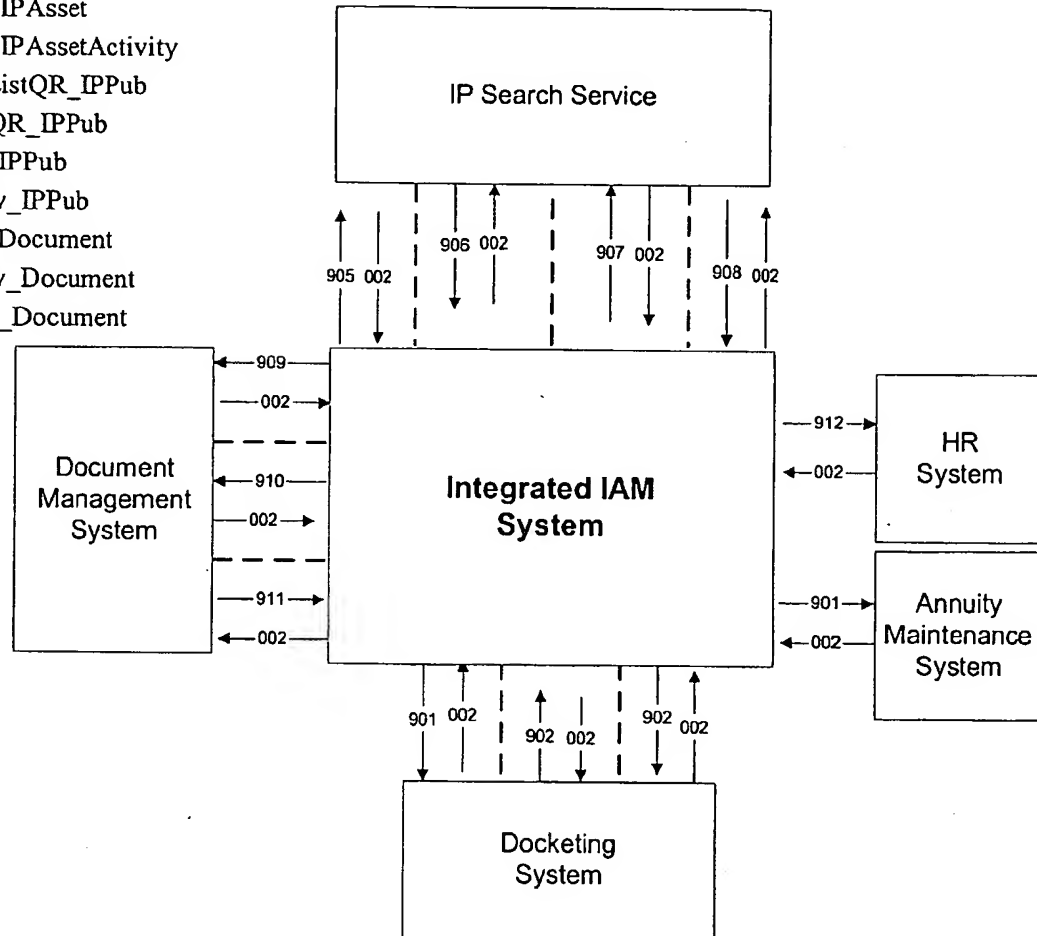 IPAsset
IPAssetActivity
istQR_IPPub
QR_IPPub
IPPub
_IPPub
Document
_Document
_Document
IP Search Service
905 002 906 002 907 002 908 002
909
002
910
002
911
002
Document
Management
System
Integrated IAM
System
912
002
HR
System
901
002
Annuity
Maintenance
System
901 002 902 002 902 002
Docketing
System